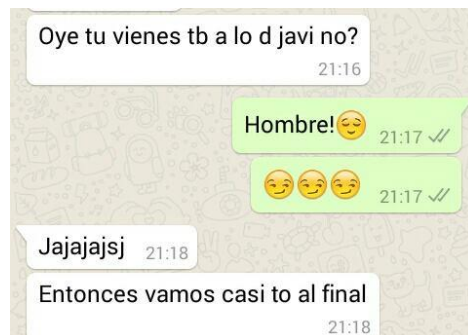 Oye tu vienes tb a lo d javi no?
21:16
Hombre!😌 21:17
😏😏😏 21:17
Jajajajsj 21:18
Entonces vamos casi to al final
21:18